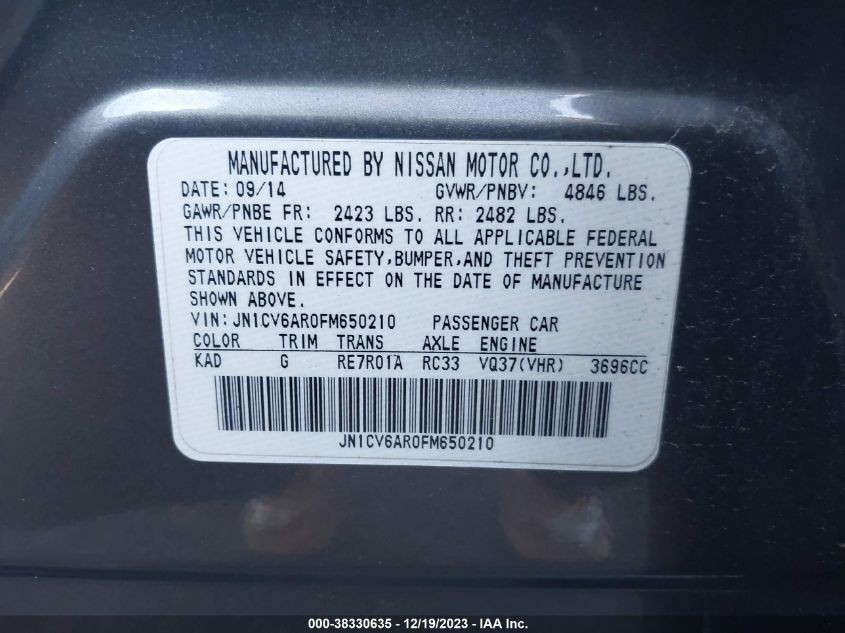 MANUFACTURED BY NISSAN MOTOR CO.,LTD.
DATE: 09/14 GVWR/PNBV: 4846 LBS.
GAWR/PNBE FR: 2423 LBS. RR: 2482 LBS.
THIS VEHICLE CONFORMS TO ALL APPLICABLE FEDERAL
MOTOR VEHICLE SAFETY,BUMPER,AND THEFT PREVENTION
STANDARDS IN EFFECT ON THE DATE OF MANUFACTURE
SHOWN ABOVE.
VIN: JN1CV6AR0FM650210 PASSENGER CAR
COLOR TRIM TRANS AXLE ENGINE
KAD G RE7R01A RC33 VQ37(VHR) 3696CC
JN1CV6AR0FM650210
000-38330635 - 12/19/2023 - IAA Inc.